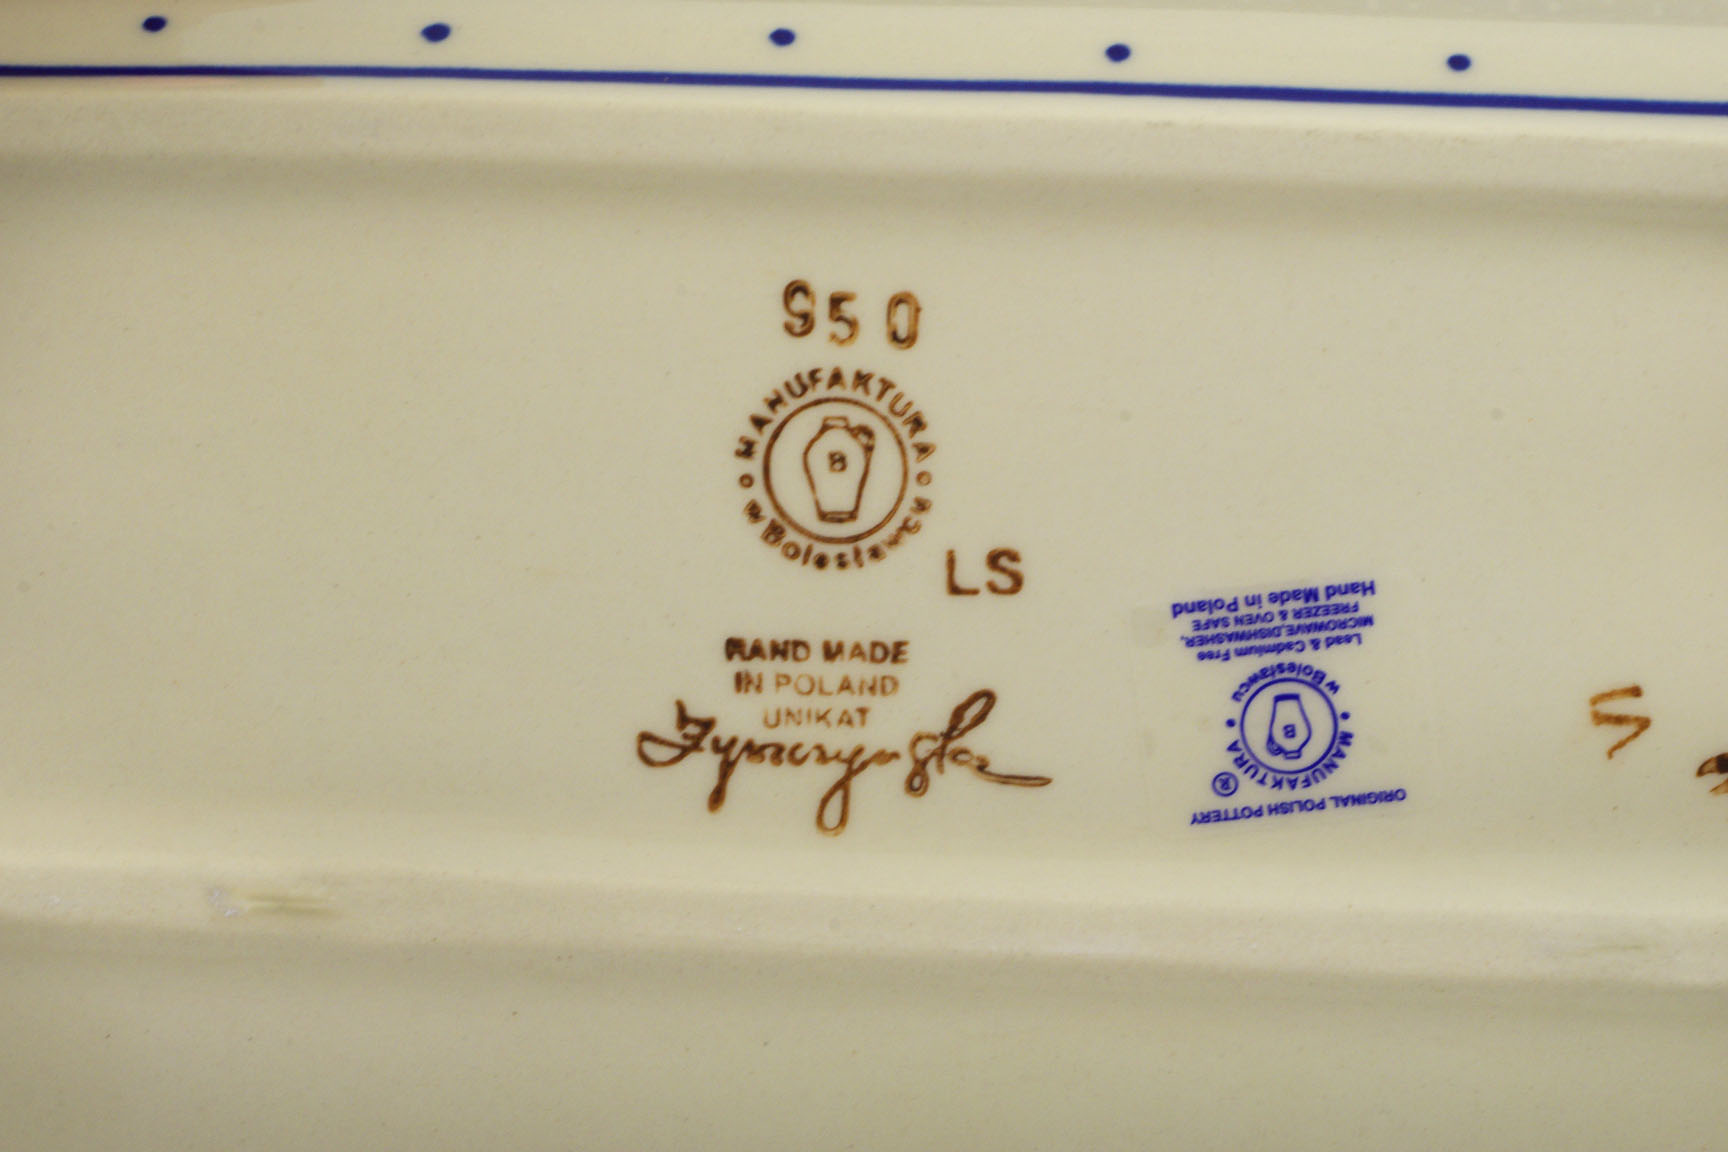 950
MANUFAKTURA
w Bolesławcu
LS
HAND MADE
IN POLAND
UNIKAT
ORIGINAL POLISH POTTERY
MANUFAKTURA ®
w Bolesławcu
B
B
Lead & Cadmium Free
MICROWAVE,DISHWASHER,
FREEZER & OVEN SAFE
Hand Made in Poland